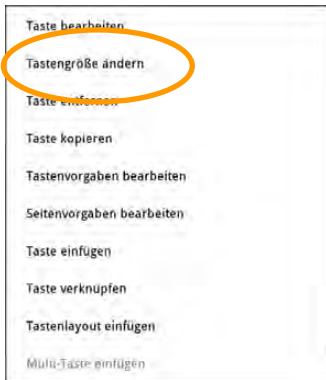 Taste bearbeiten
Tastengröße ändern
Taste entfernen
Taste kopieren
Tastenvorgaben bearbeiten
Seitenvorgaben bearbeiten
Taste einfügen
Taste verknüpfen
Tastenlayout einfügen
Multi-Taste einfügen